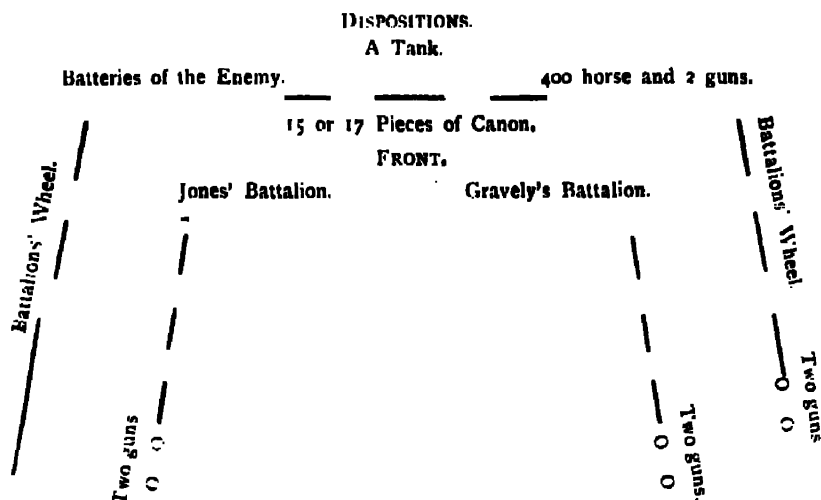 DISPOSITIONS.
A Tank.
Batteries of the Enemy. 400 horse and 2 guns.
15 or 17 Pieces of Canon.
FRONT.
Jones' Battalion. Gravely's Battalion.
Battalions' Wheel.
Battalions' Wheel.
Two guns
Two guns
Two guns.